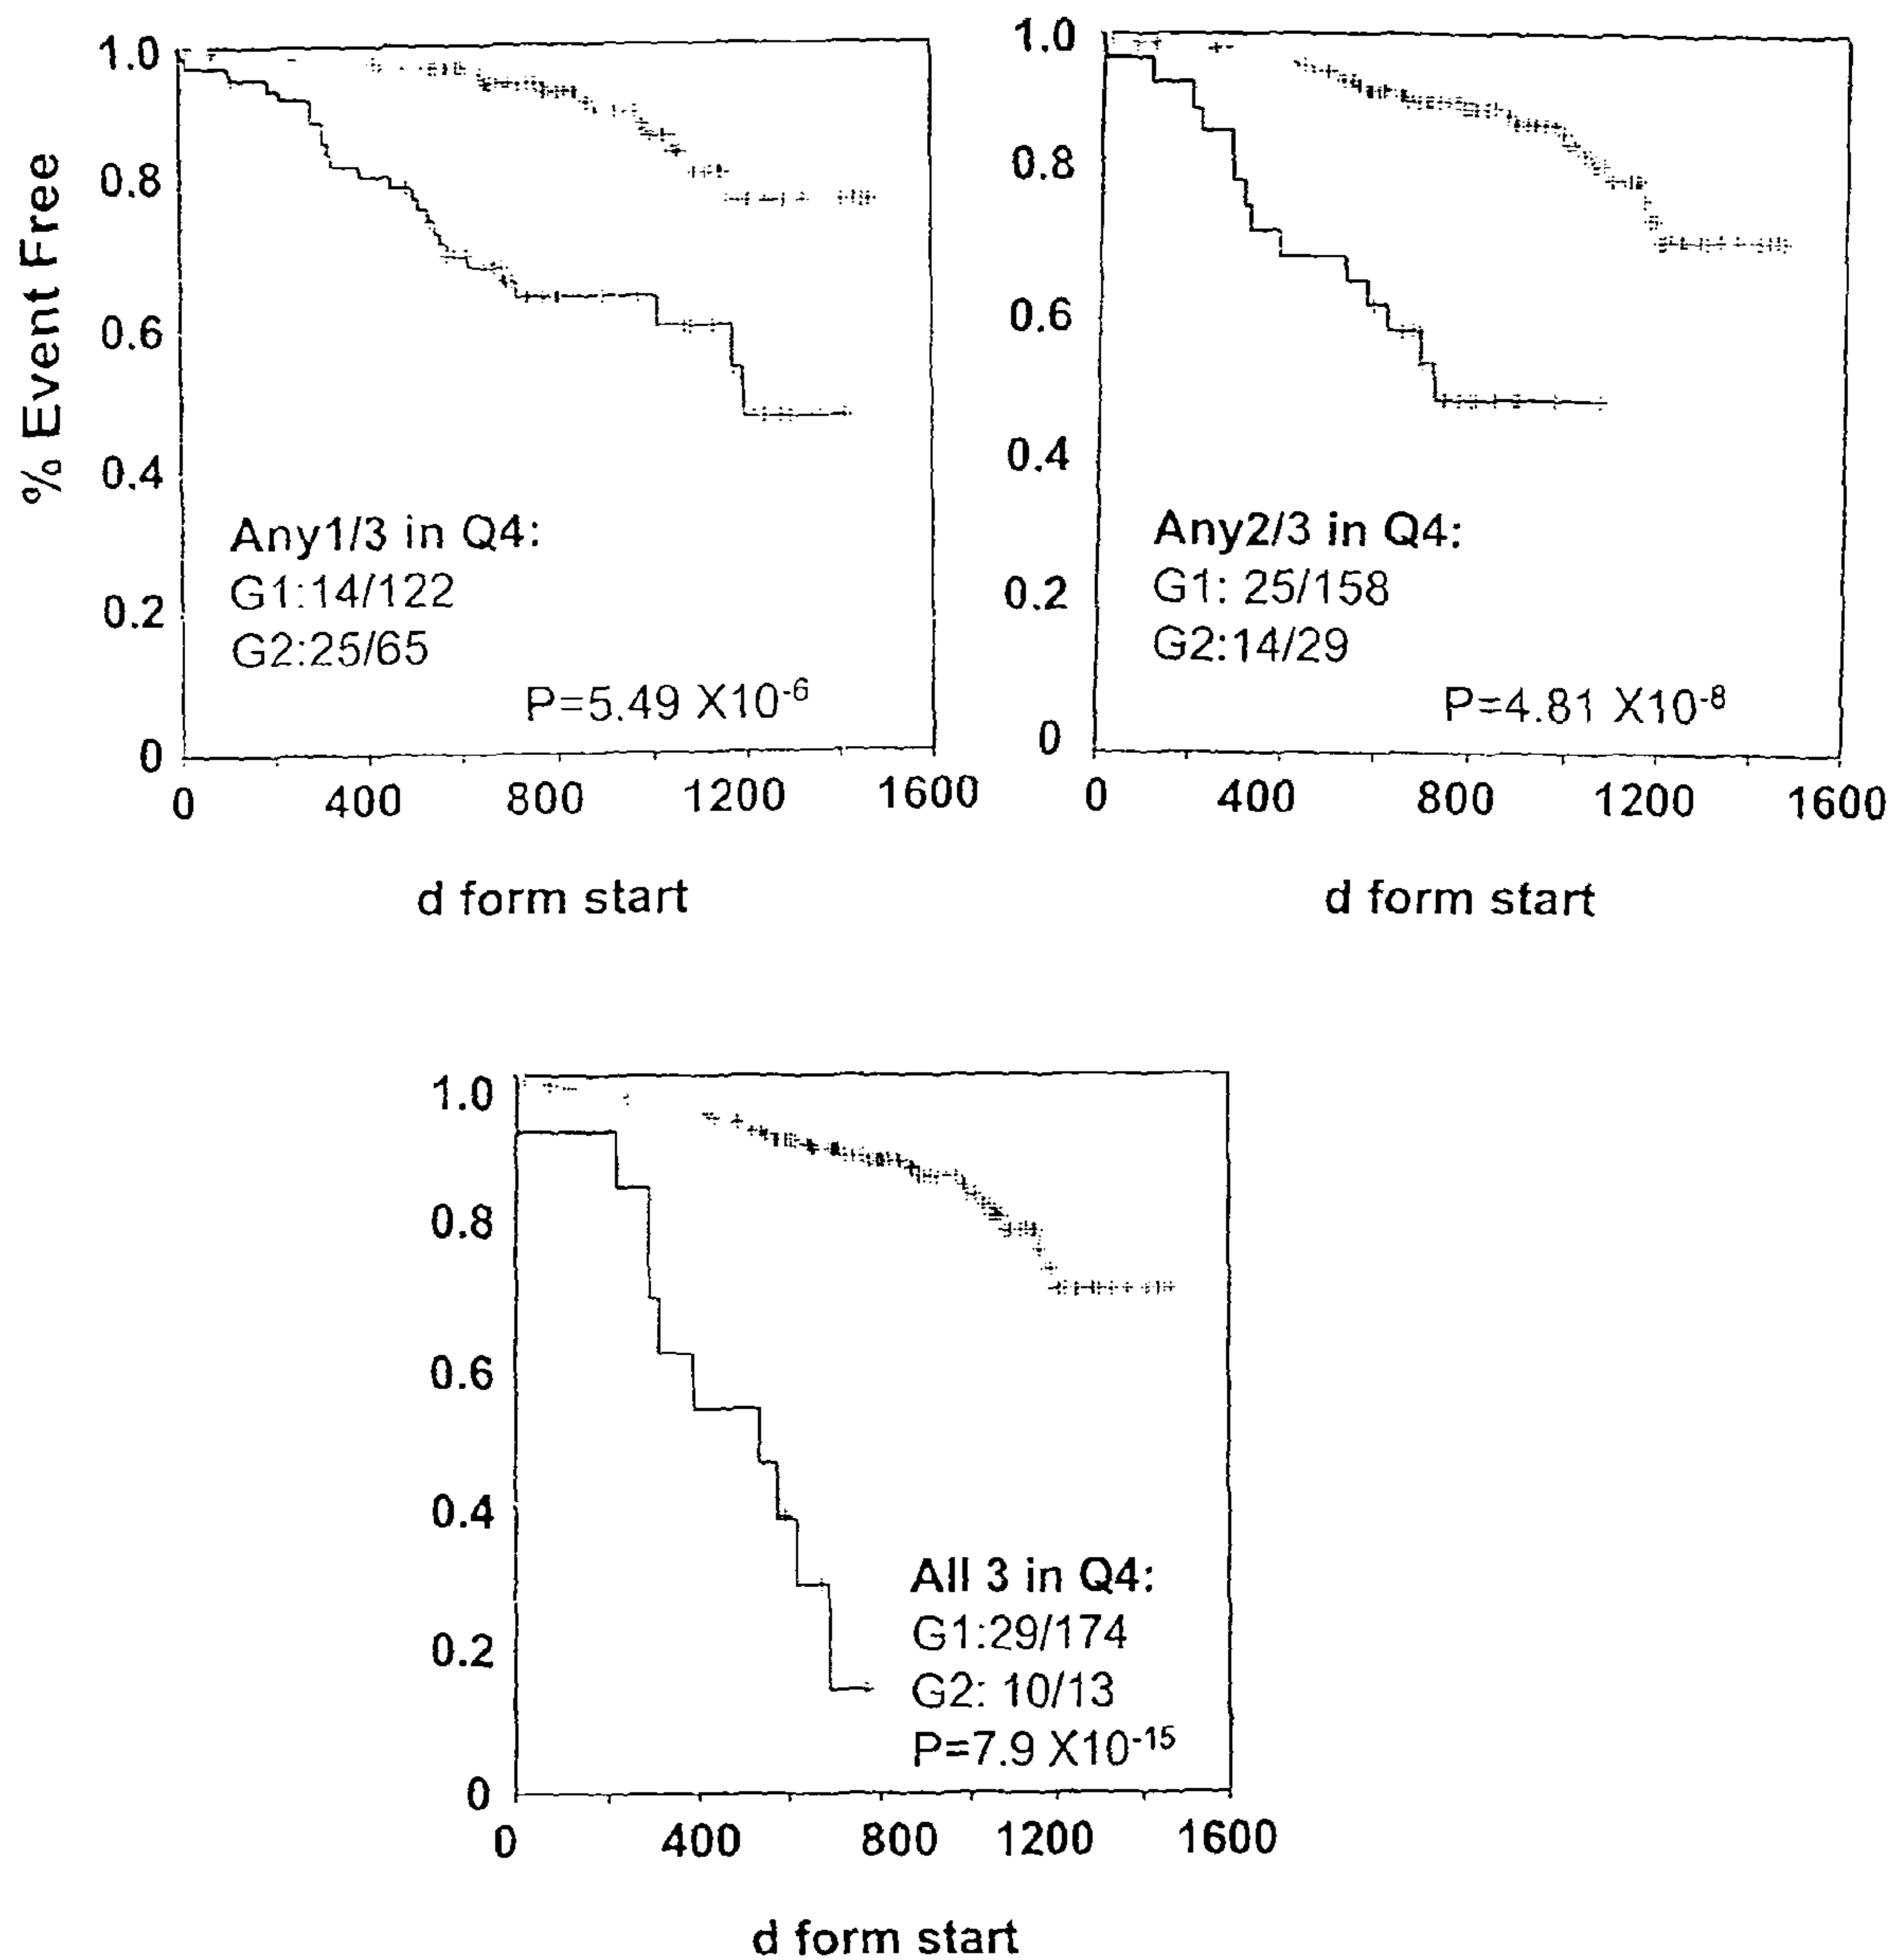 % Event Free
1.0
0.8
0.6
0.4
0.2
0
Any1/3 in Q4:
G1:14/122
G2:25/65
P=5.49 X10-6
0 400 800 1200 1600
d form start
1.0
0.8
0.6
0.4
0.2
0
Any2/3 in Q4:
G1: 25/158
G2:14/29
P=4.81 X10-8
0 400 800 1200 1600
d form start
1.0
0.8
0.6
0.4
0.2
0
All 3 in Q4:
G1:29/174
G2: 10/13
P=7.9 X10-15
0 400 800 1200 1600
d form start